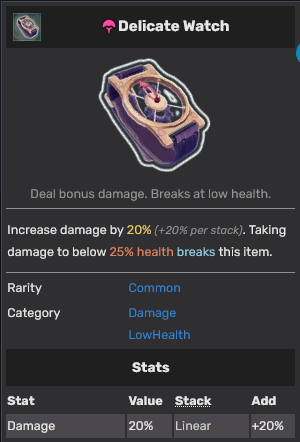 Delicate Watch
Deal bonus damage. Breaks at low health.
Increase damage by 20% (+20% per stack). Taking
damage to below 25% health breaks this item.
Rarity Common
Category Damage
LowHealth
Stats
Stat Value Stack Add
Damage 20% Linear +20%